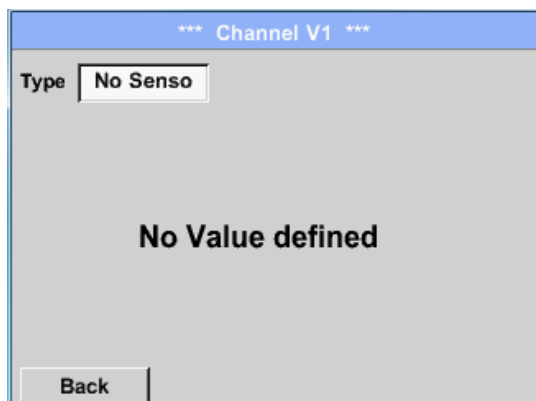 *** Channel V1 ***
Type No Senso
No Value defined
Back